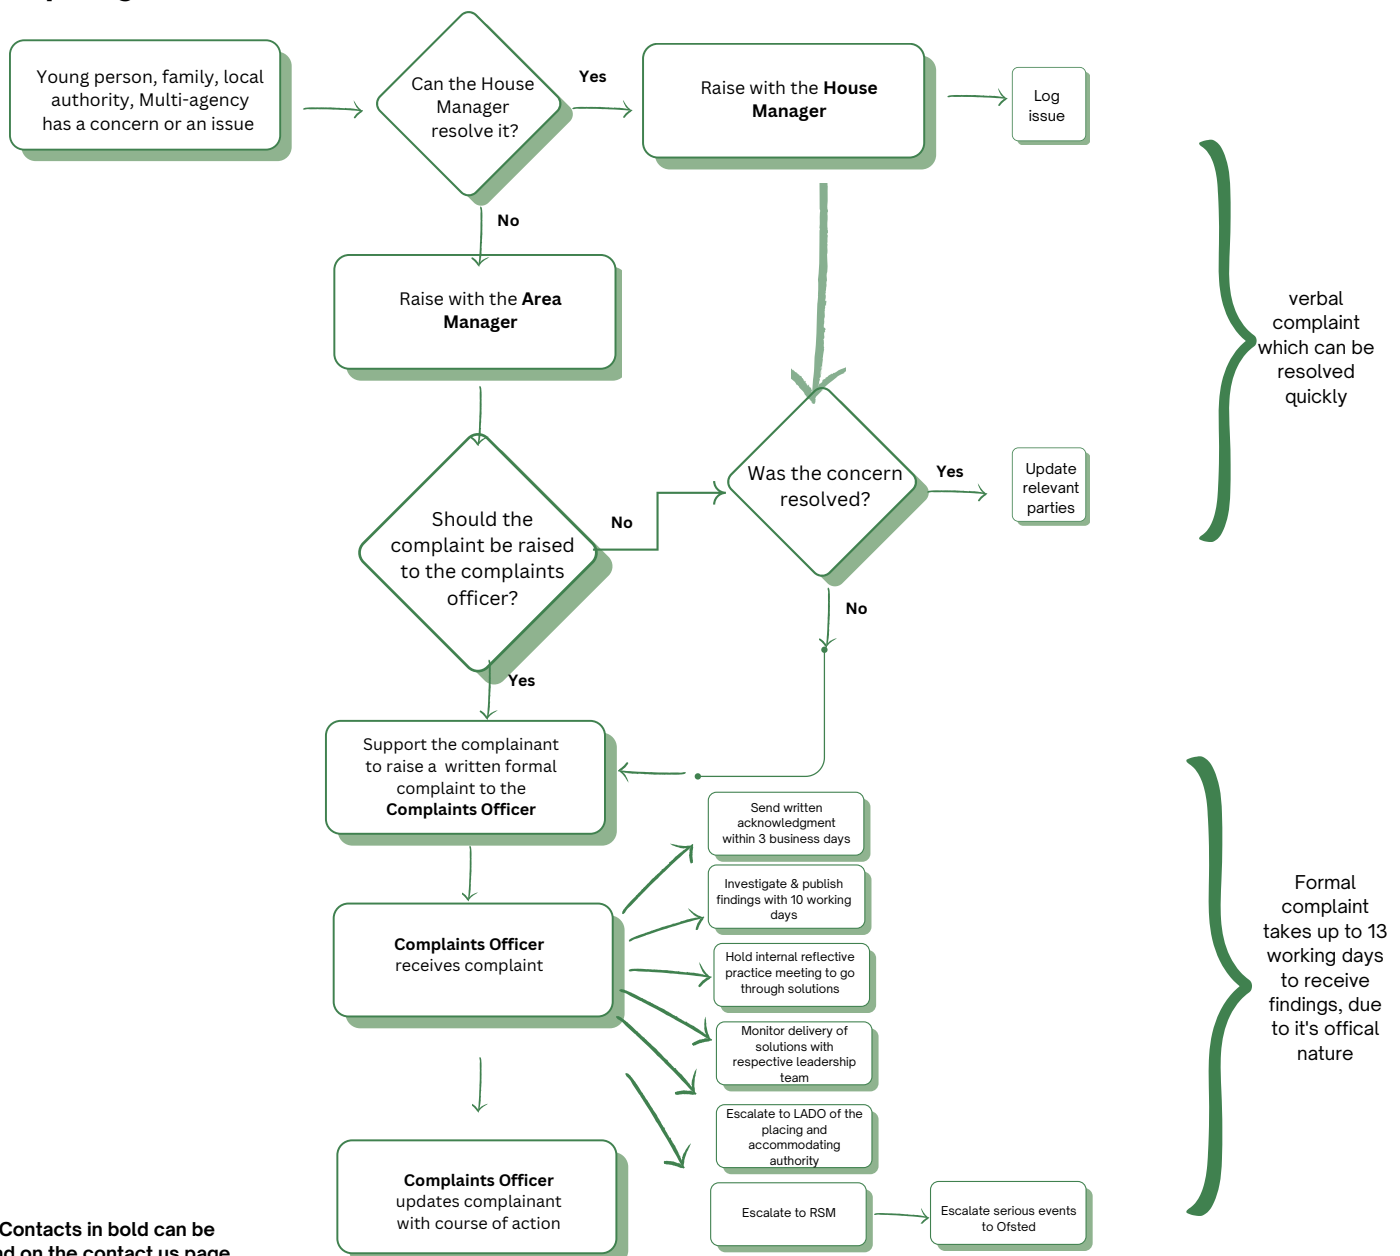 Young person, family, local
authority, Multi-agency
has a concern or an issue
Can the House
Manager
resolve it?
Yes
Raise with the House
Manager
Log
issue
No
Raise with the Area
Manager
verbal
complaint
which can be
resolved
quickly
Was the concern
resolved?
Yes
Update
relevant
parties
Should the
complaint be raised
to the complaints
officer?
No
No
Yes
Support the complainant
to raise a written formal
complaint to the
Complaints Officer
Send written
acknowledgment
within 3 business days
Investigate & publish
findings with 10 working
days
Complaints Officer
receives complaint
Hold internal reflective
practice meeting to go
through solutions
Monitor delivery of
solutions with
respective leadership
team
Escalate to LADO of the
placing and
accommodating
authority
Formal
complaint
takes up to 13
working days
to receive
findings, due
to it's offical
nature
Complaints Officer
updates complainant
with course of action
Escalate to RSM
Escalate serious events
to Ofsted
Contacts in bold can be
on the contact us page